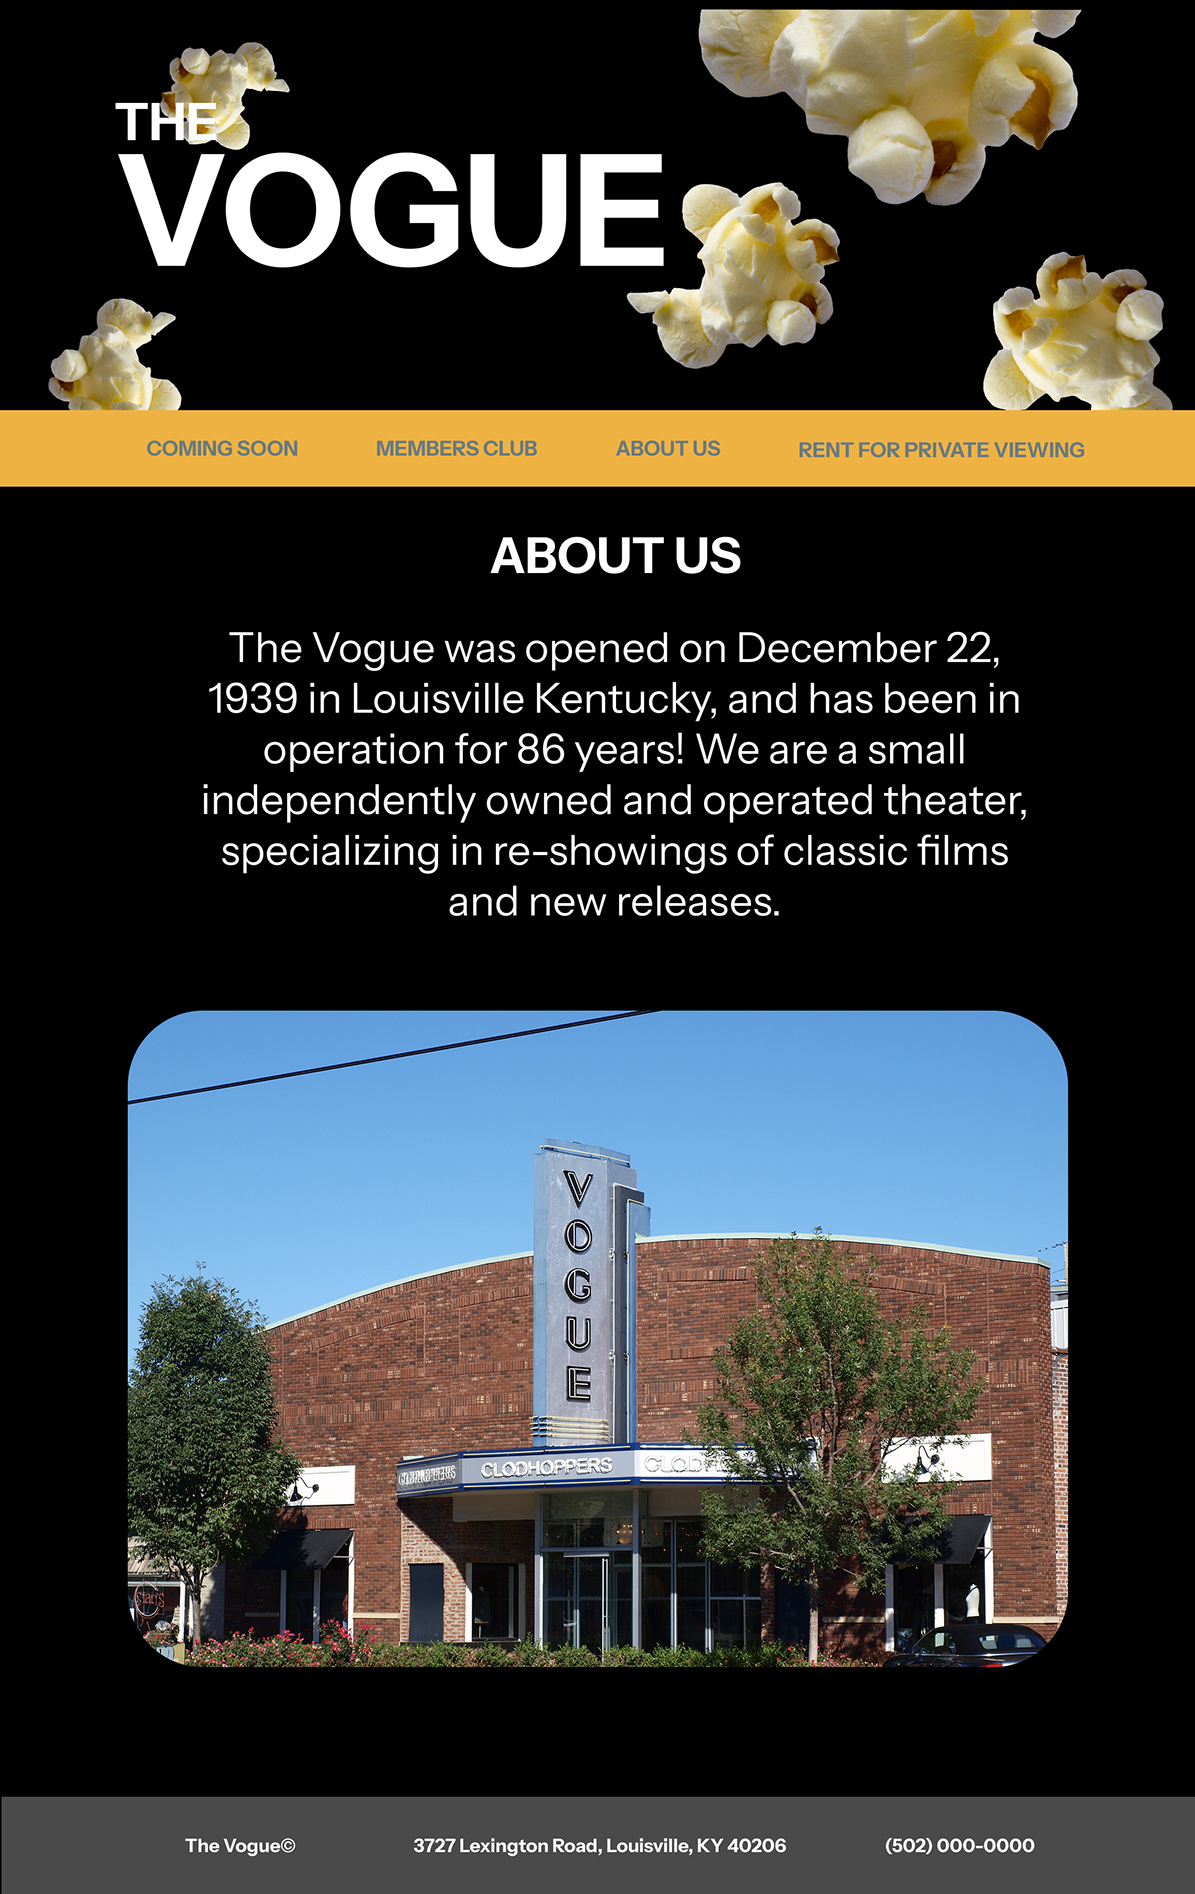 THE
VOGUE
COMING SOON
MEMBERS CLUB
ABOUT US
RENT FOR PRIVATE VIEWING
ABOUT US
The Vogue was opened on December 22,
1939 in Louisville Kentucky, and has been in
operation for 86 years! We are a small
independently owned and operated theater,
specializing in re-showings of classic films
and new releases.
VOGUE
CLODHOPPERS
CLODHOPPERS
The Vogue©
3727 Lexington Road, Louisville, KY 40206
(502) 000-0000